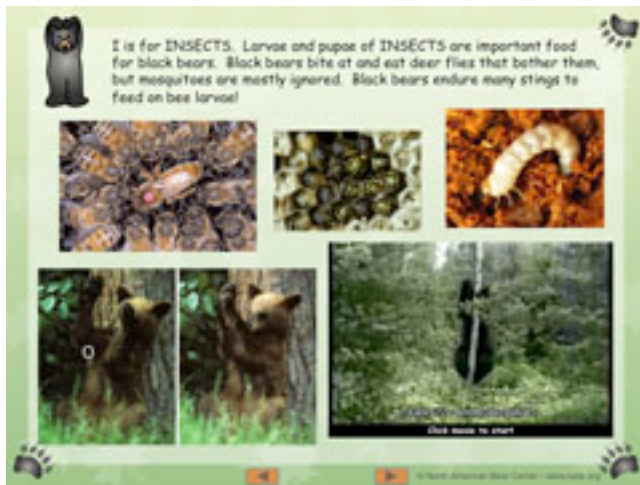 I is for INSECTS. Larvae and pupae of INSECTS are important food
for black bears. Black bears bite at and eat deer flies that bother them,
but mosquitoes are mostly ignored. Black bears endure many stings to
feed on bee larvae!
0
Click movie to start
© North American Bear Center - www.bear.org